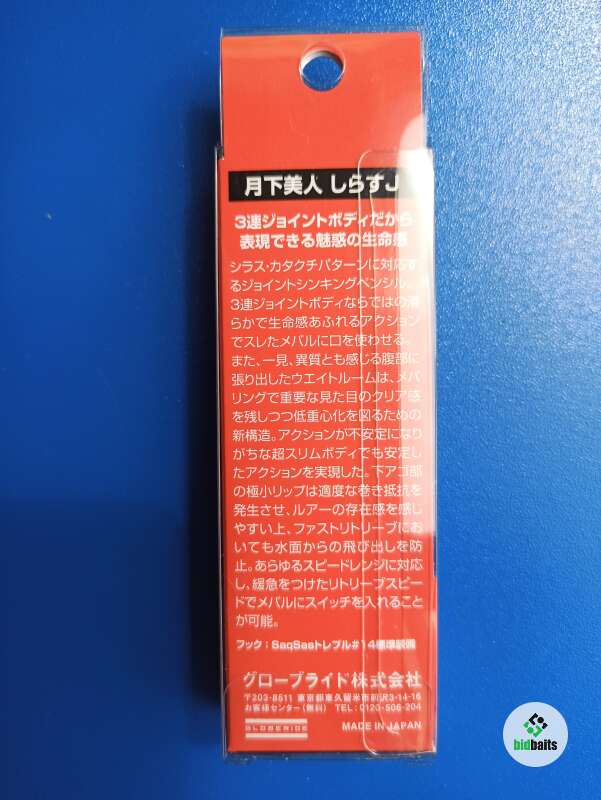 月下美人 しらすJ
3連ジョイントボディだから
表現できる魅惑の生命感
シラス・カタクチパターンに対応す
るジョイントシンキングペンシル。
3連ジョイントボディならではの滑
らかで生命感あふれるアクション
でスレたメバルに口を使わせる。
また、一見、異質とも感じる腹部に
張り出したウエイトルームは、メバ
リングで重要な見た目のクリア感
を残しつつ低重心化を図るための
新構造。アクションが不安定になり
がちな超スリムボディでも安定し
たアクションを実現した。下アゴ部
の極小リップは適度な巻き抵抗を
発生させ、ルアーの存在感を感じ
やすい上、ファストリトリーブにお
いても水面からの飛び出しを防
止。あらゆるスピードレンジに対応
し、緩急をつけたリトリーブスピー
ドでメバルにスイッチを入れること
が可能。
フック：SaqSasトレブル#14標準装備
グローブライド株式会社
〒203-8511 東京都東久留米市前沢3-14-16
お客様センター(無料) TEL：0120-506-204
GLOBERIDE MADE IN JAPAN
bidbaits